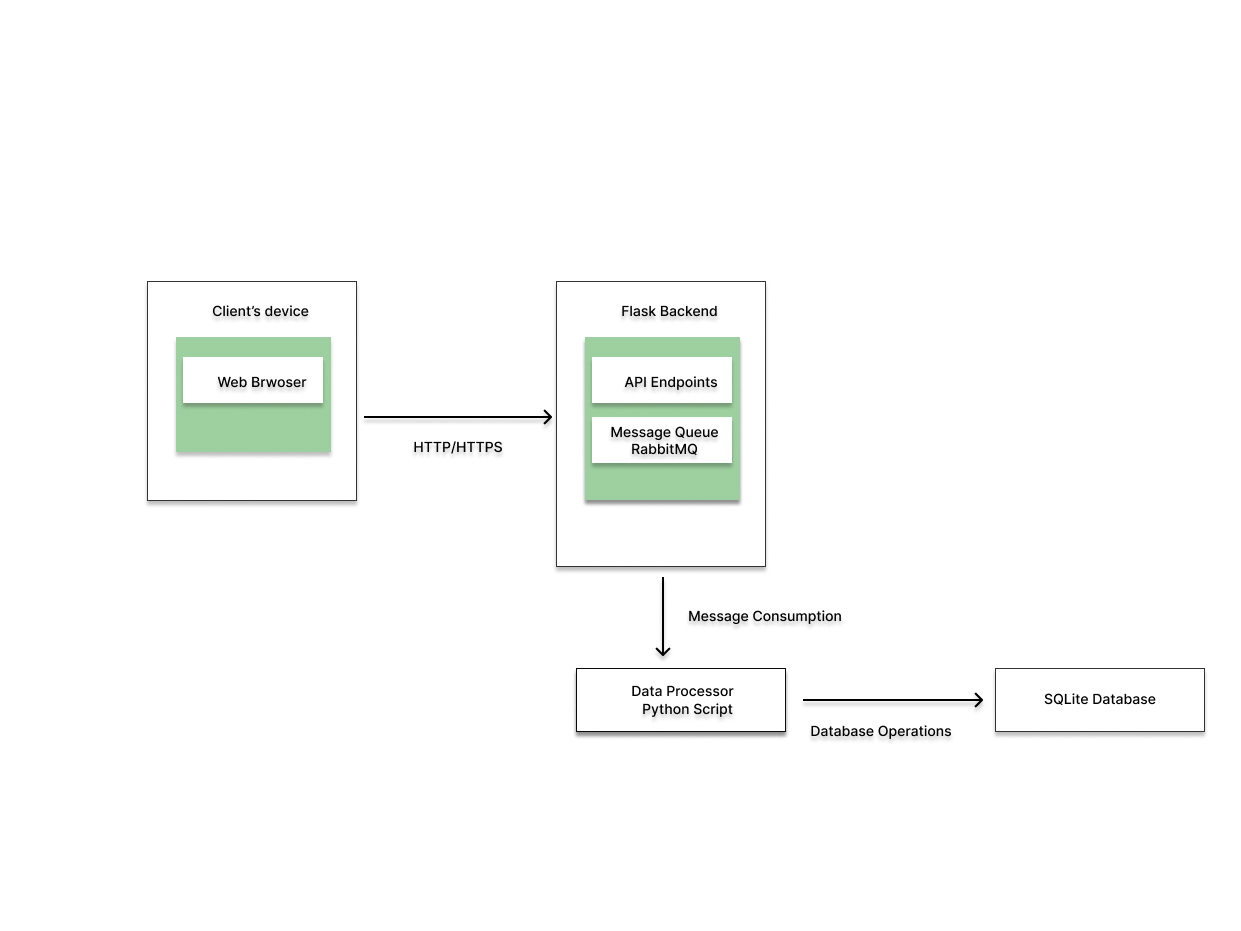 Client’s device
Web Brwoser
HTTP/HTTPS
Flask Backend
API Endpoints
Message Queue
RabbitMQ
Message Consumption
Data Processor
Python Script
Database Operations
SQLite Database